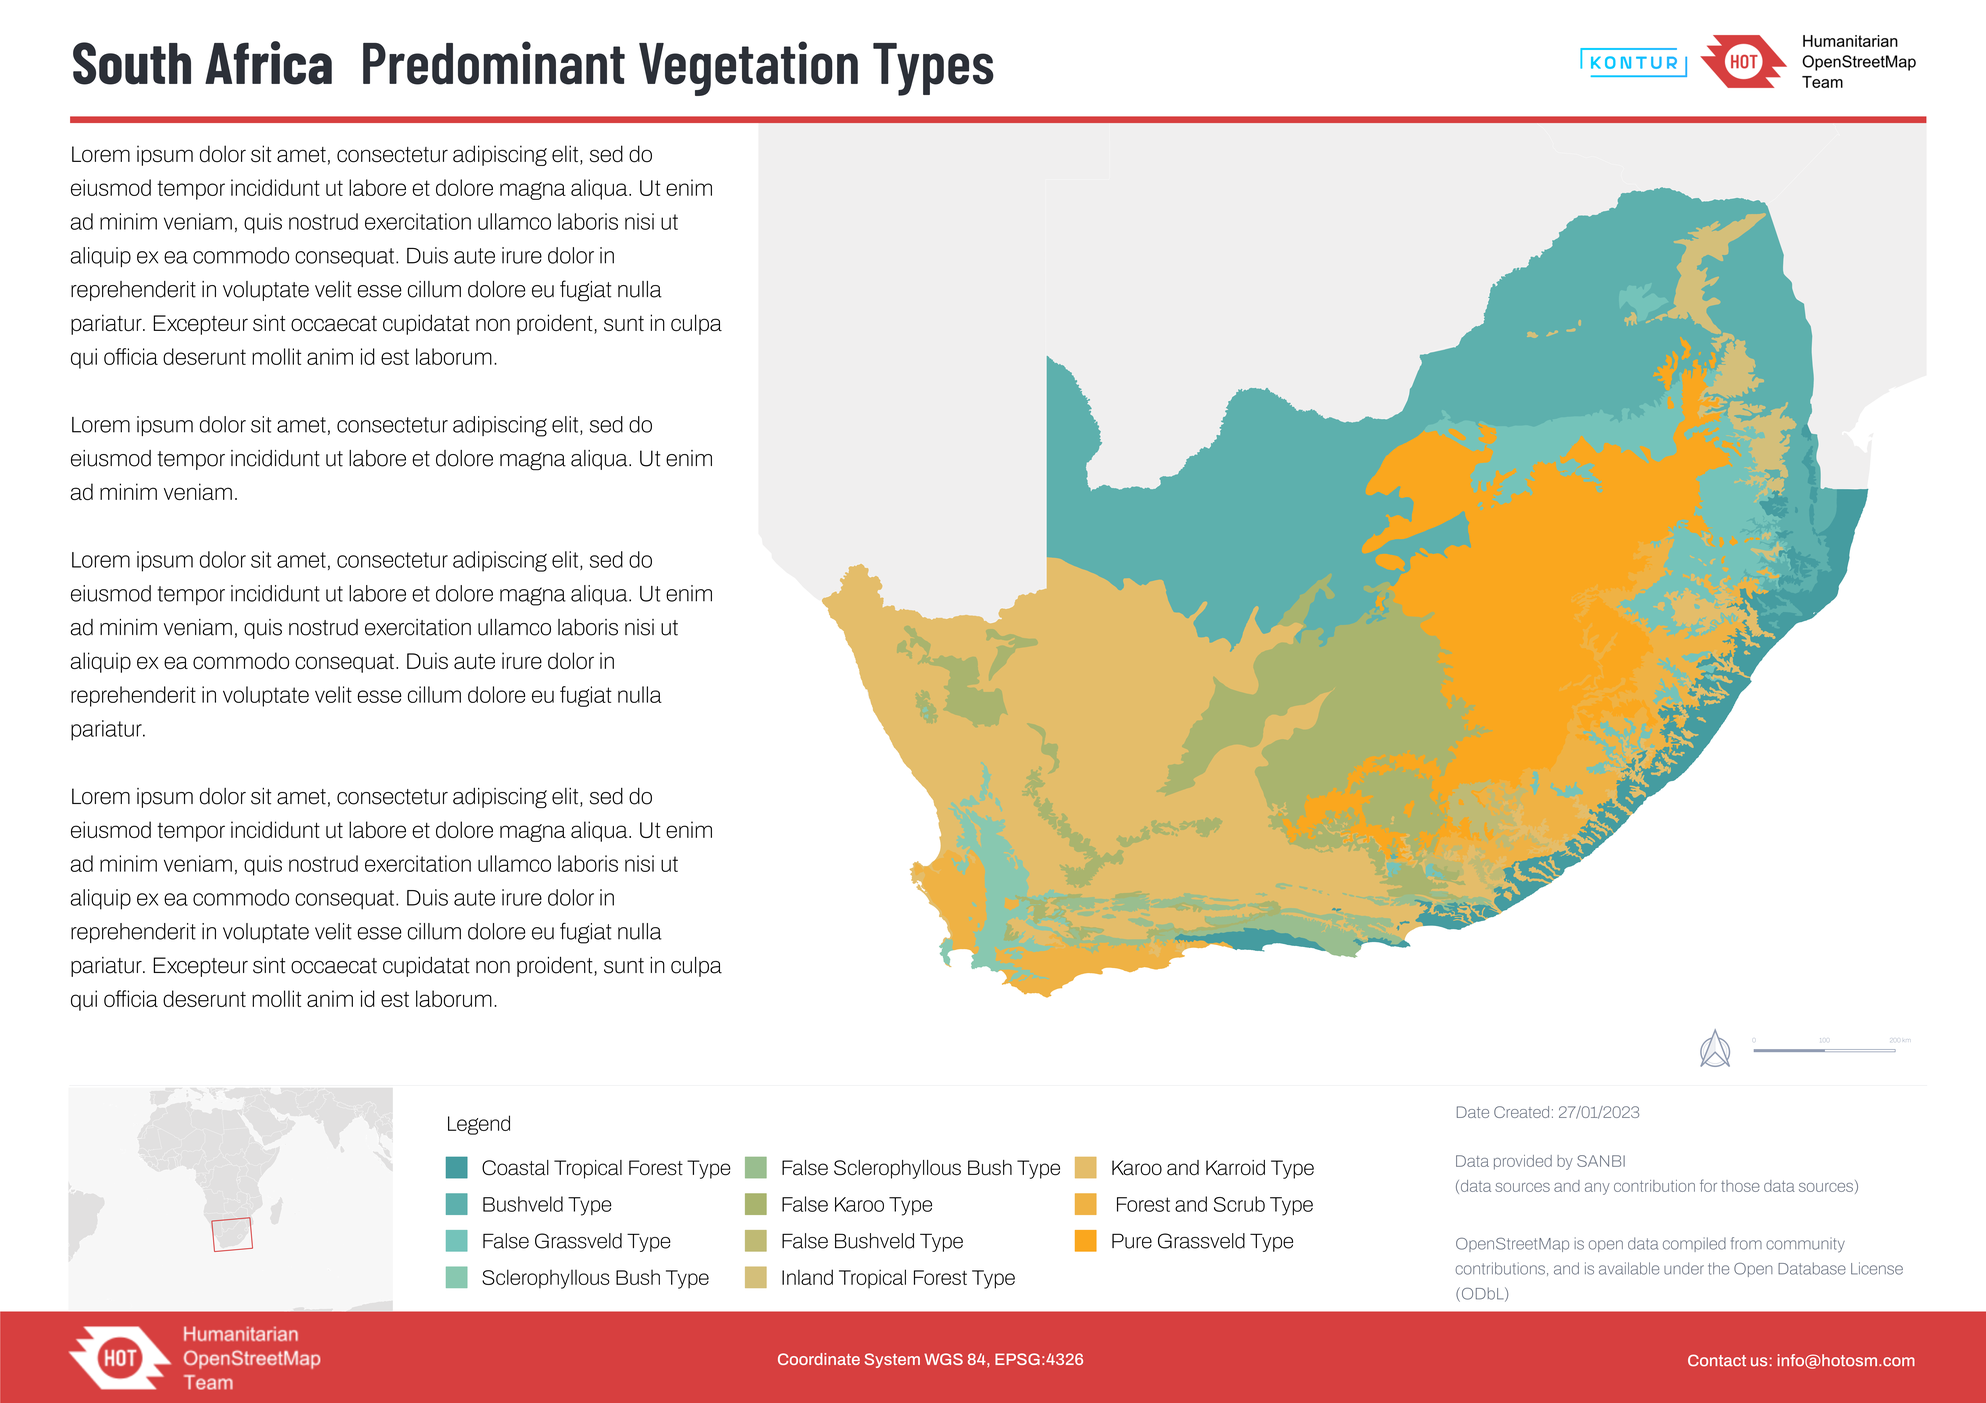 South Africa Predominant Vegetation Types
KONTUR
HOT
Humanitarian
OpenStreetMap
Team
Lorem ipsum dolor sit amet, consectetur adipiscing elit, sed do
eiusmod tempor incididunt ut labore et dolore magna aliqua. Ut enim
ad minim veniam, quis nostrud exercitation ullamco laboris nisi ut
aliquip ex ea commodo consequat. Duis aute irure dolor in
reprehenderit in voluptate velit esse cillum dolore eu fugiat nulla
pariatur. Excepteur sint occaecat cupidatat non proident, sunt in culpa
qui officia deserunt mollit anim id est laborum.
Lorem ipsum dolor sit amet, consectetur adipiscing elit, sed do
eiusmod tempor incididunt ut labore et dolore magna aliqua. Ut enim
ad minim veniam.
Lorem ipsum dolor sit amet, consectetur adipiscing elit, sed do
eiusmod tempor incididunt ut labore et dolore magna aliqua. Ut enim
ad minim veniam, quis nostrud exercitation ullamco laboris nisi ut
aliquip ex ea commodo consequat. Duis aute irure dolor in
reprehenderit in voluptate velit esse cillum dolore eu fugiat nulla
pariatur.
Lorem ipsum dolor sit amet, consectetur adipiscing elit, sed do
eiusmod tempor incididunt ut labore et dolore magna aliqua. Ut enim
ad minim veniam, quis nostrud exercitation ullamco laboris nisi ut
aliquip ex ea commodo consequat. Duis aute irure dolor in
reprehenderit in voluptate velit esse cillum dolore eu fugiat nulla
pariatur. Excepteur sint occaecat cupidatat non proident, sunt in culpa
qui officia deserunt mollit anim id est laborum.
0 100 200 km
Legend
Coastal Tropical Forest Type
Bushveld Type
False Grassveld Type
Sclerophyllous Bush Type
False Sclerophyllous Bush Type
False Karoo Type
False Bushveld Type
Inland Tropical Forest Type
Karoo and Karroid Type
Forest and Scrub Type
Pure Grassveld Type
Date Created: 27/01/2023
Data provided by SANBI
(data sources and any contribution for those data sources)
OpenStreetMap is open data compiled from community
contributions, and is available under the Open Database License
(ODbL)
HOT
Humanitarian
OpenStreetMap
Team
Coordinate System WGS 84, EPSG:4326
Contact us: info@hotosm.com